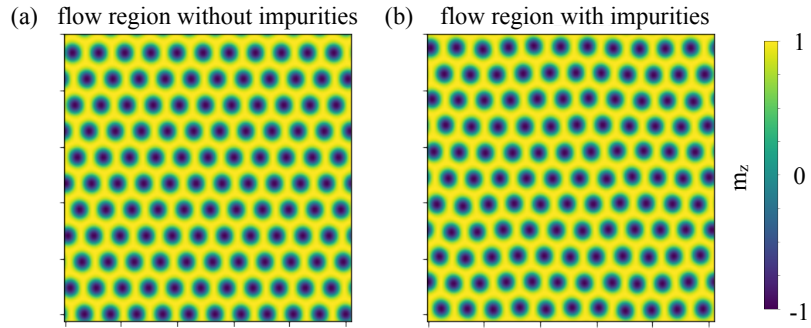 (a) flow region without impurities
(b) flow region with impurities
1
0
-1
m_z